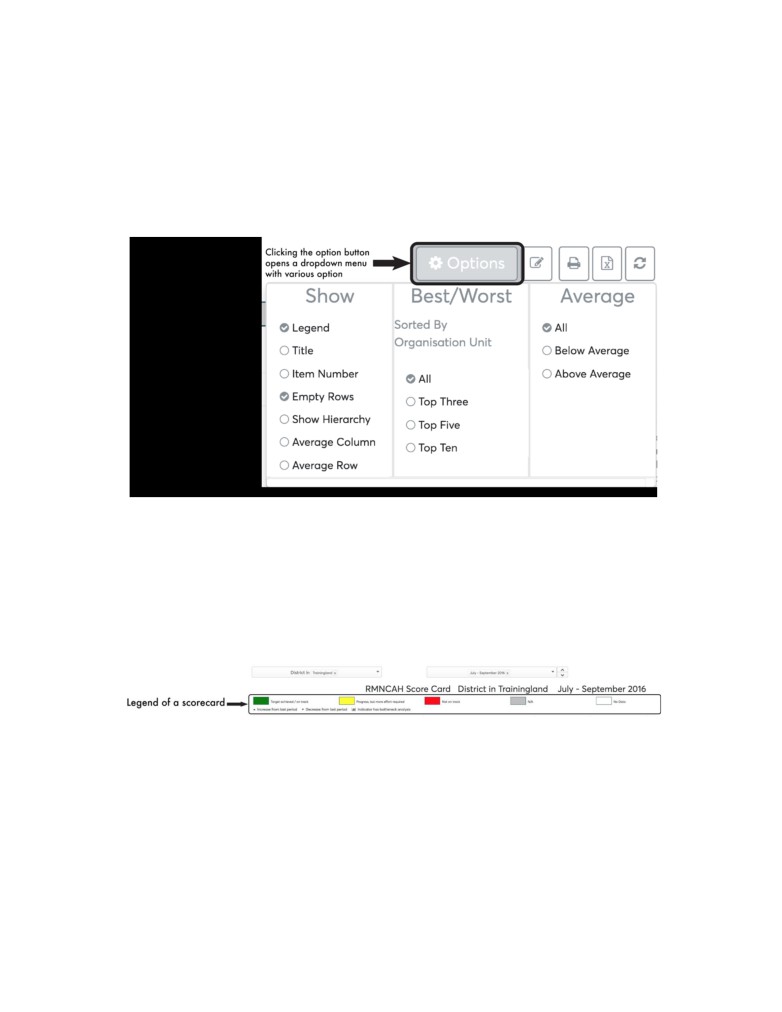 Clicking the option button
opens a dropdown menu
with various option
Options
Show
Legend
Title
Item Number
Empty Rows
Show Hierarchy
Average Column
Average Row
Best/Worst
Sorted By
Organisation Unit
All
Top Three
Top Five
Top Ten
Average
All
Below Average
Above Average
District in Trainingland
July - September 2016
RMNCAH Score Card District in Trainingland July - September 2016
Legend of a scorecard
Target achieved / on track
Progress, but more effort required
Not on track
N/A
No Data
Increase from last period Decrease from last period Indicator has bottleneck analysis